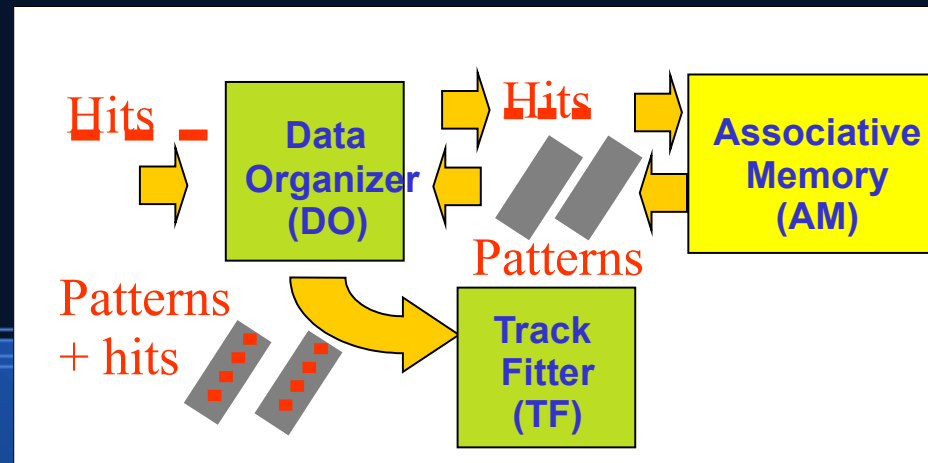 Hits
Data
Organizer
(DO)
Hits
Patterns
Associative
Memory
(AM)
Patterns
+ hits
Track
Fitter
(TF)